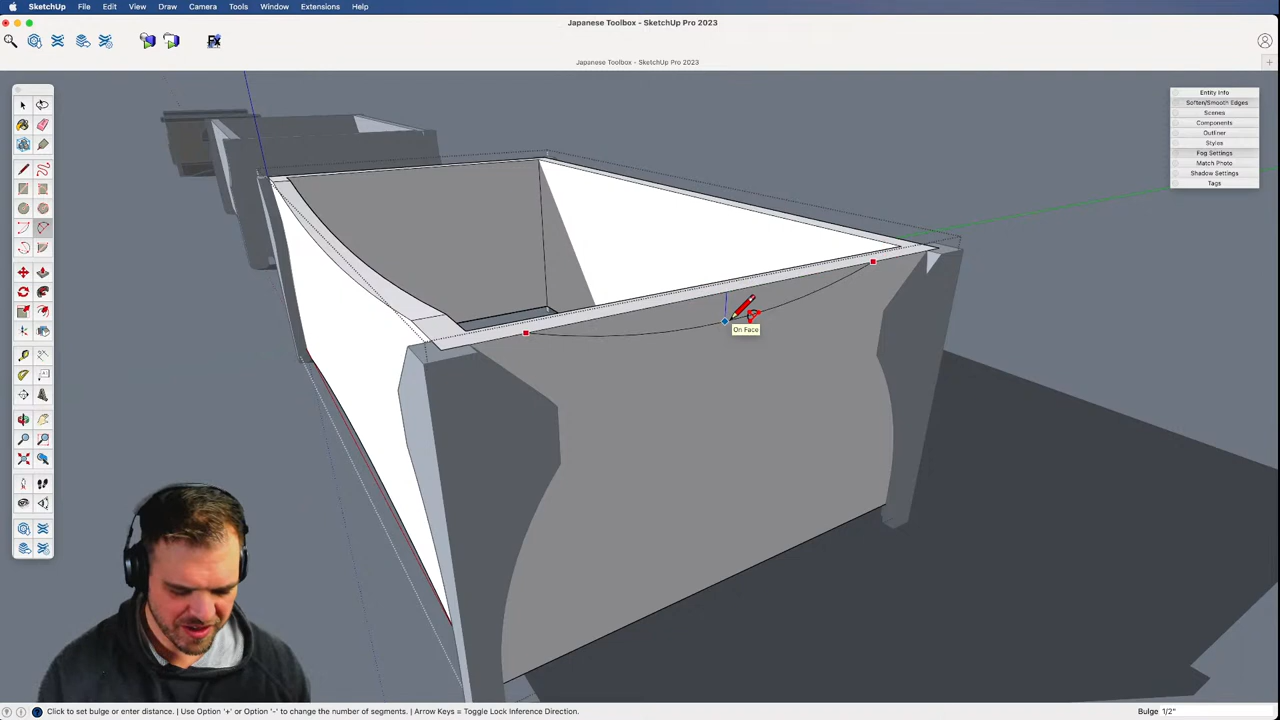 SketchUp File Edit View Draw Camera Tools Window Extensions Help
Japanese Toolbox - SketchUp Pro 2023
Japanese Toolbox - SketchUp Pro 2023
Entity Info
Soften/Smooth Edges
Scenes
Components
Outliner
Styles
Fog Settings
Match Photo
Shadow Settings
Tags
On Face
Click to set bulge or enter distance. | Use Option '+' or Option '-' to change the number of segments. | Arrow Keys = Toggle Lock Inference Direction.
Bulge 1/2"